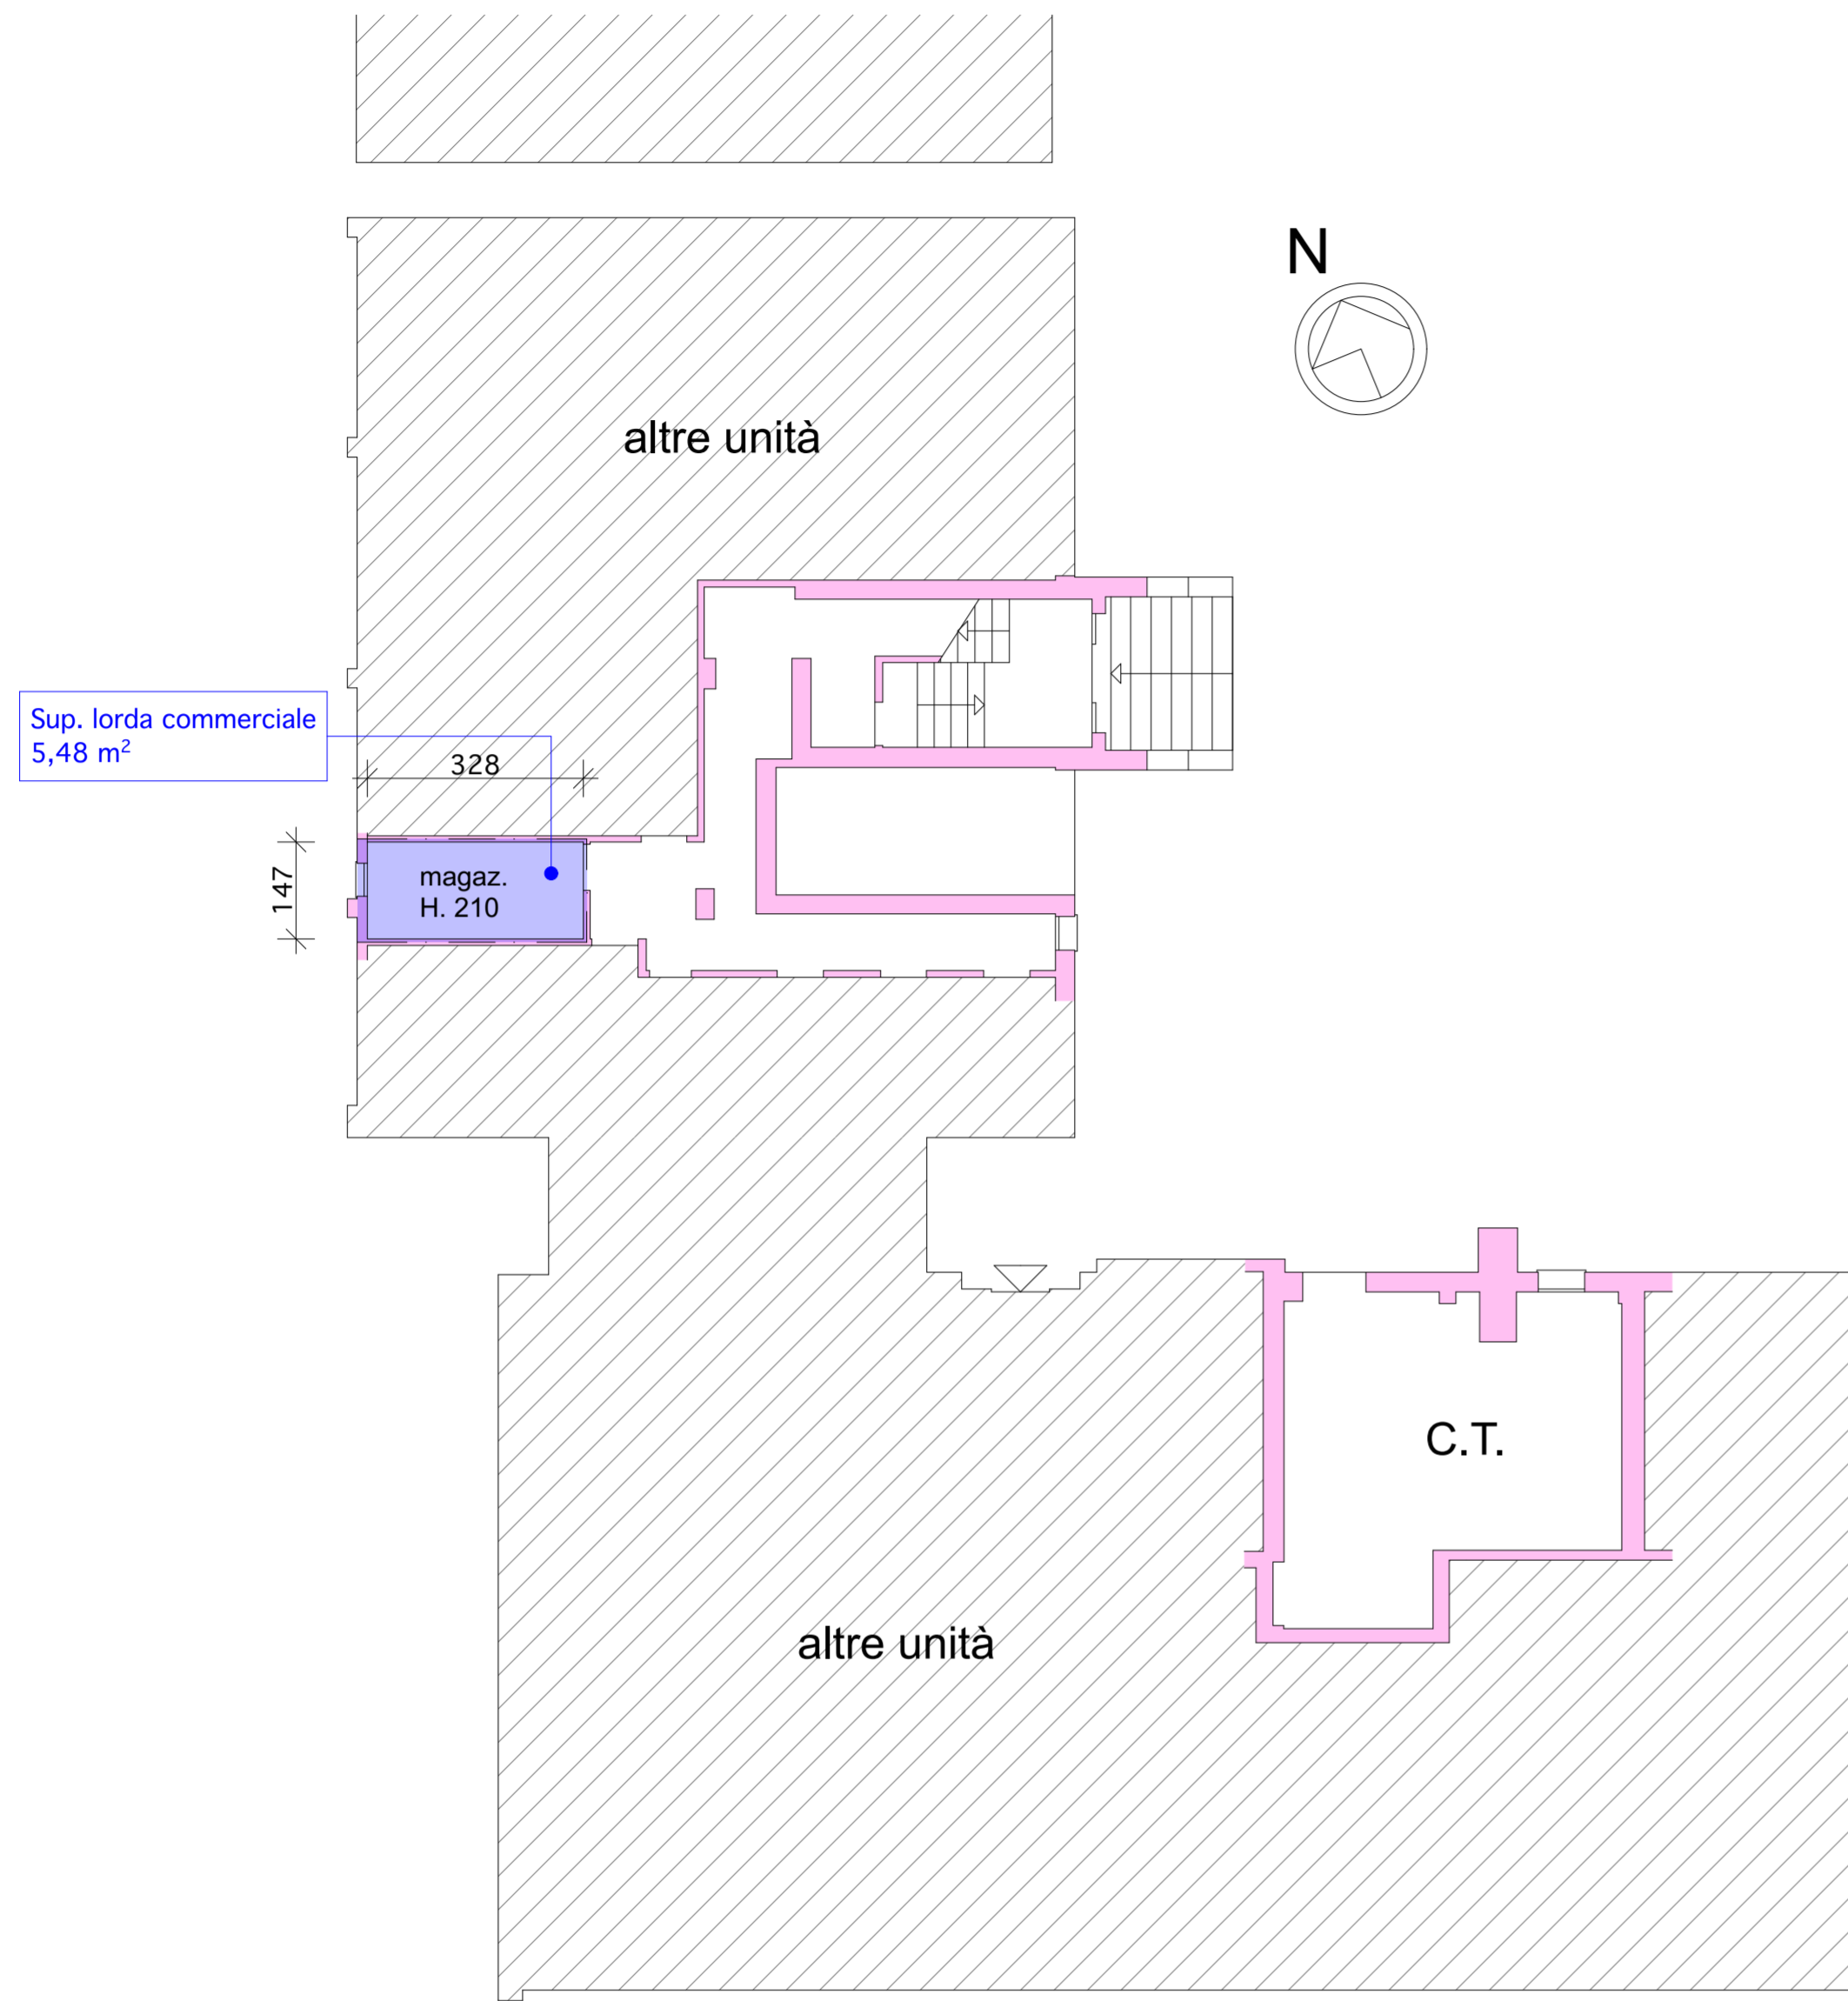 N
altre unità
Sup. lorda commerciale
5,48 m²
328
147
magaz.
H. 210
C.T.
altre unità